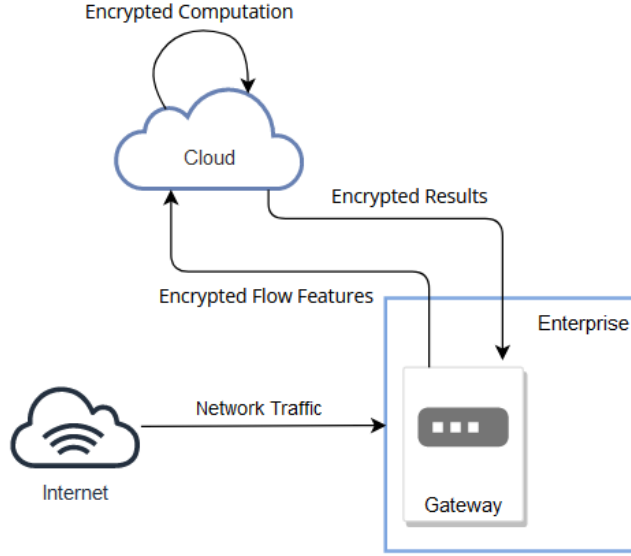 Encrypted Computation
Cloud
Encrypted Results
Encrypted Flow Features
Enterprise
Network Traffic
Internet
Gateway